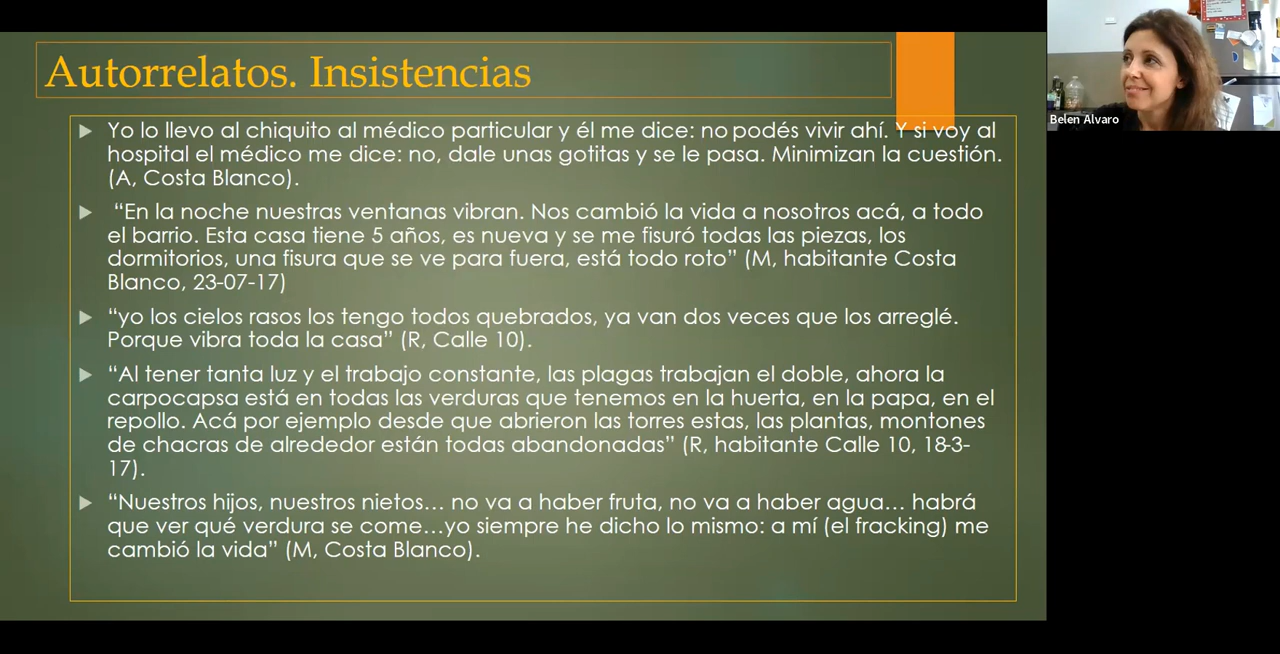 Autorrelatos. Insistencias
Yo lo llevo al chiquito al médico particular y él me dice: no podés vivir ahí. Y si voy al
hospital el médico me dice: no, dale unas gotitas y se le pasa. Minimizan la cuestión.
(A, Costa Blanco).
“En la noche nuestras ventanas vibran. Nos cambió la vida a nosotros acá, a todo
el barrio. Esta casa tiene 5 años, es nueva y se me fisuró todas las piezas, los
dormitorios, una fisura que se ve para fuera, está todo roto” (M, habitante Costa
Blanco, 23-07-17)
“yo los cielos rasos los tengo todos quebrados, ya van dos veces que los arreglé.
Porque vibra toda la casa” (R, Calle 10).
“Al tener tanta luz y el trabajo constante, las plagas trabajan el doble, ahora la
carpocapsa está en todas las verduras que tenemos en la huerta, en la papa, en el
repollo. Acá por ejemplo desde que abrieron las torres estas, las plantas, montones
de chacras de alrededor están todas abandonadas” (R, habitante Calle 10, 18-3-
17).
“Nuestros hijos, nuestros nietos… no va a haber fruta, no va a haber agua… habrá
que ver qué verdura se come…yo siempre he dicho lo mismo: a mí (el fracking) me
cambió la vida” (M, Costa Blanco).
Belen Alvaro